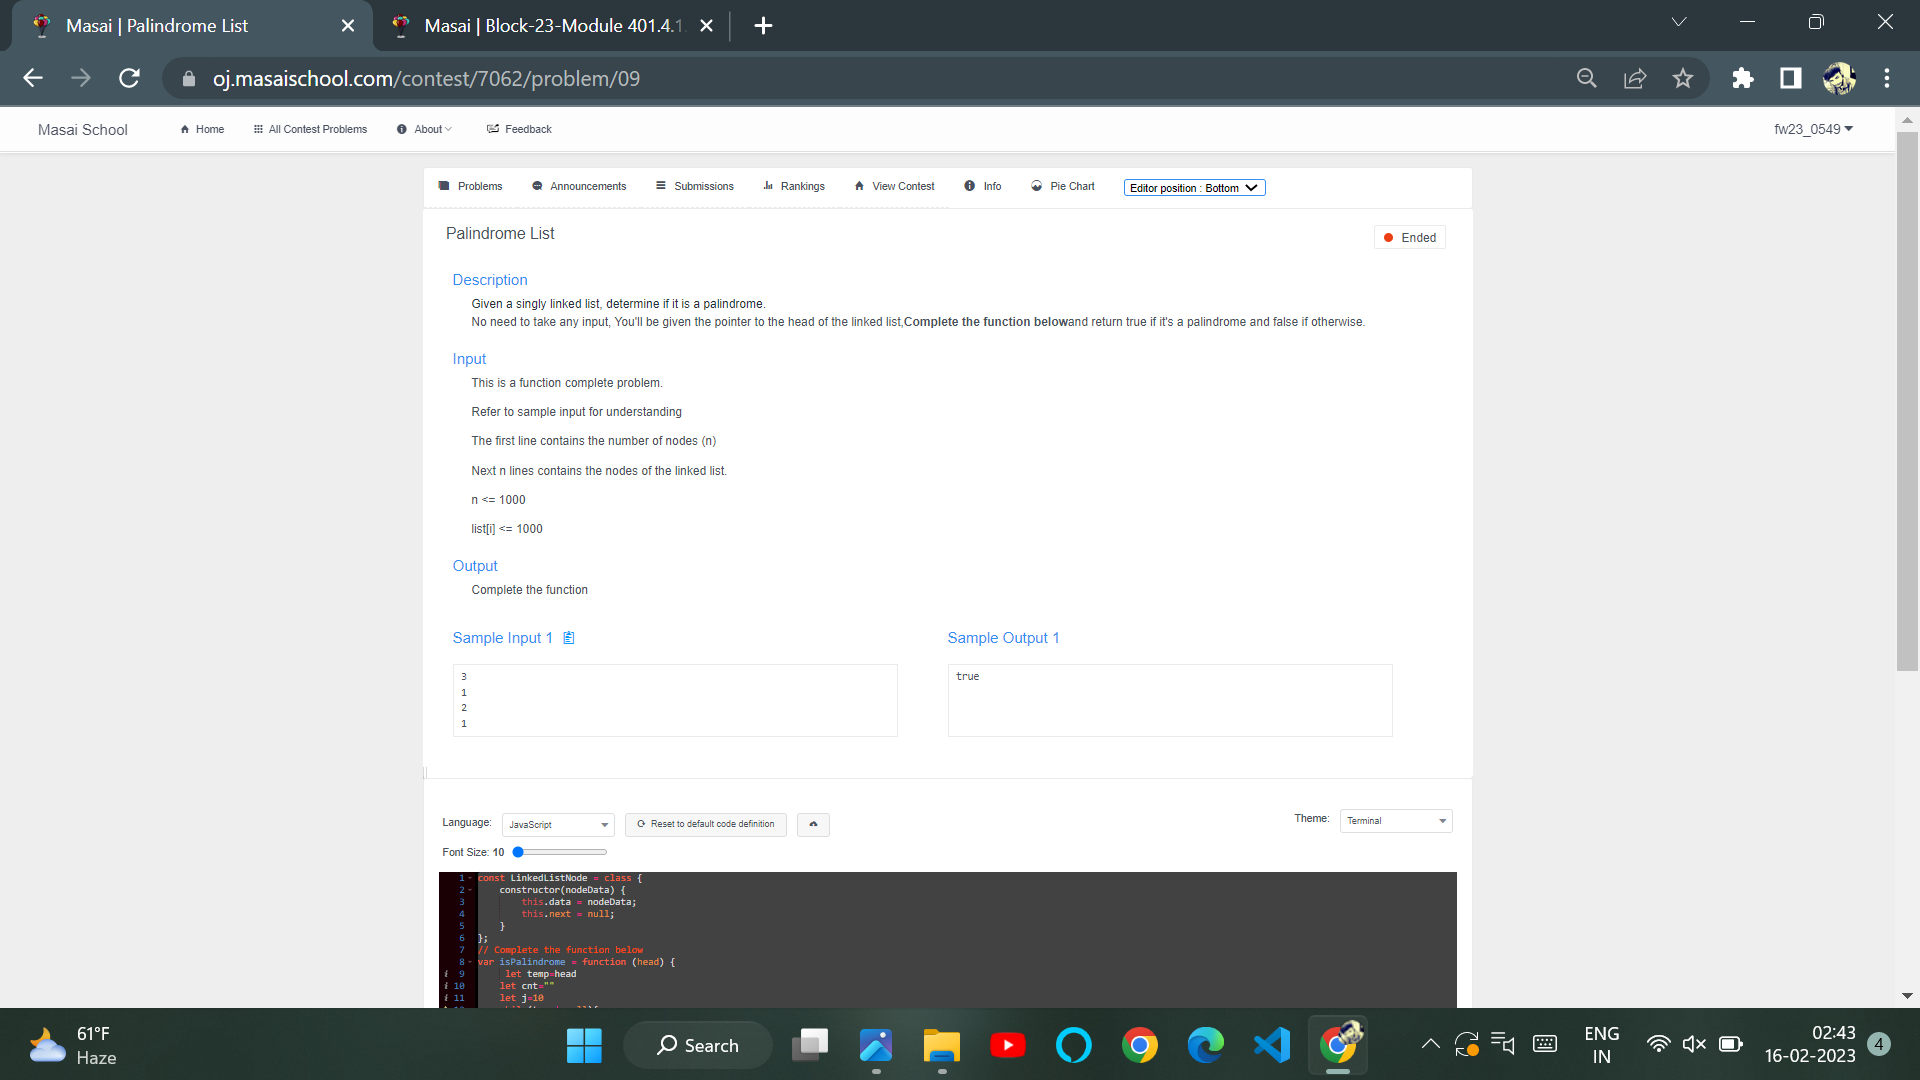 Masai | Palindrome List
Masai | Block-23-Module 401.4.1
oj.masaischool.com/contest/7062/problem/09
Masai School
Home
All Contest Problems
About
Feedback
fw23_0549
Problems
Announcements
Submissions
Rankings
View Contest
Info
Pie Chart
Editor position : Bottom
Palindrome List
Ended
Description
Given a singly linked list, determine if it is a palindrome.
No need to take any input, You'll be given the pointer to the head of the linked list,Complete the function belowand return true if it's a palindrome and false if otherwise.
Input
This is a function complete problem.
Refer to sample input for understanding
The first line contains the number of nodes (n)
Next n lines contains the nodes of the linked list.
n <= 1000
list[i] <= 1000
Output
Complete the function
Sample Input 1
Sample Output 1
3
1
2
1
true
Language:
JavaScript
Reset to default code definition
Theme:
Terminal
Font Size: 10
1 const LinkedListNode = class {
2 constructor(nodeData) {
3 this.data = nodeData;
4 this.next = null;
5 }
6 };
7 // Complete the function below
8 var isPalindrome = function (head) {
9 let temp=head
10 let cnt=""
11 let j=10
61°F
Haze
Search
ENG
IN
02:43
16-02-2023
4